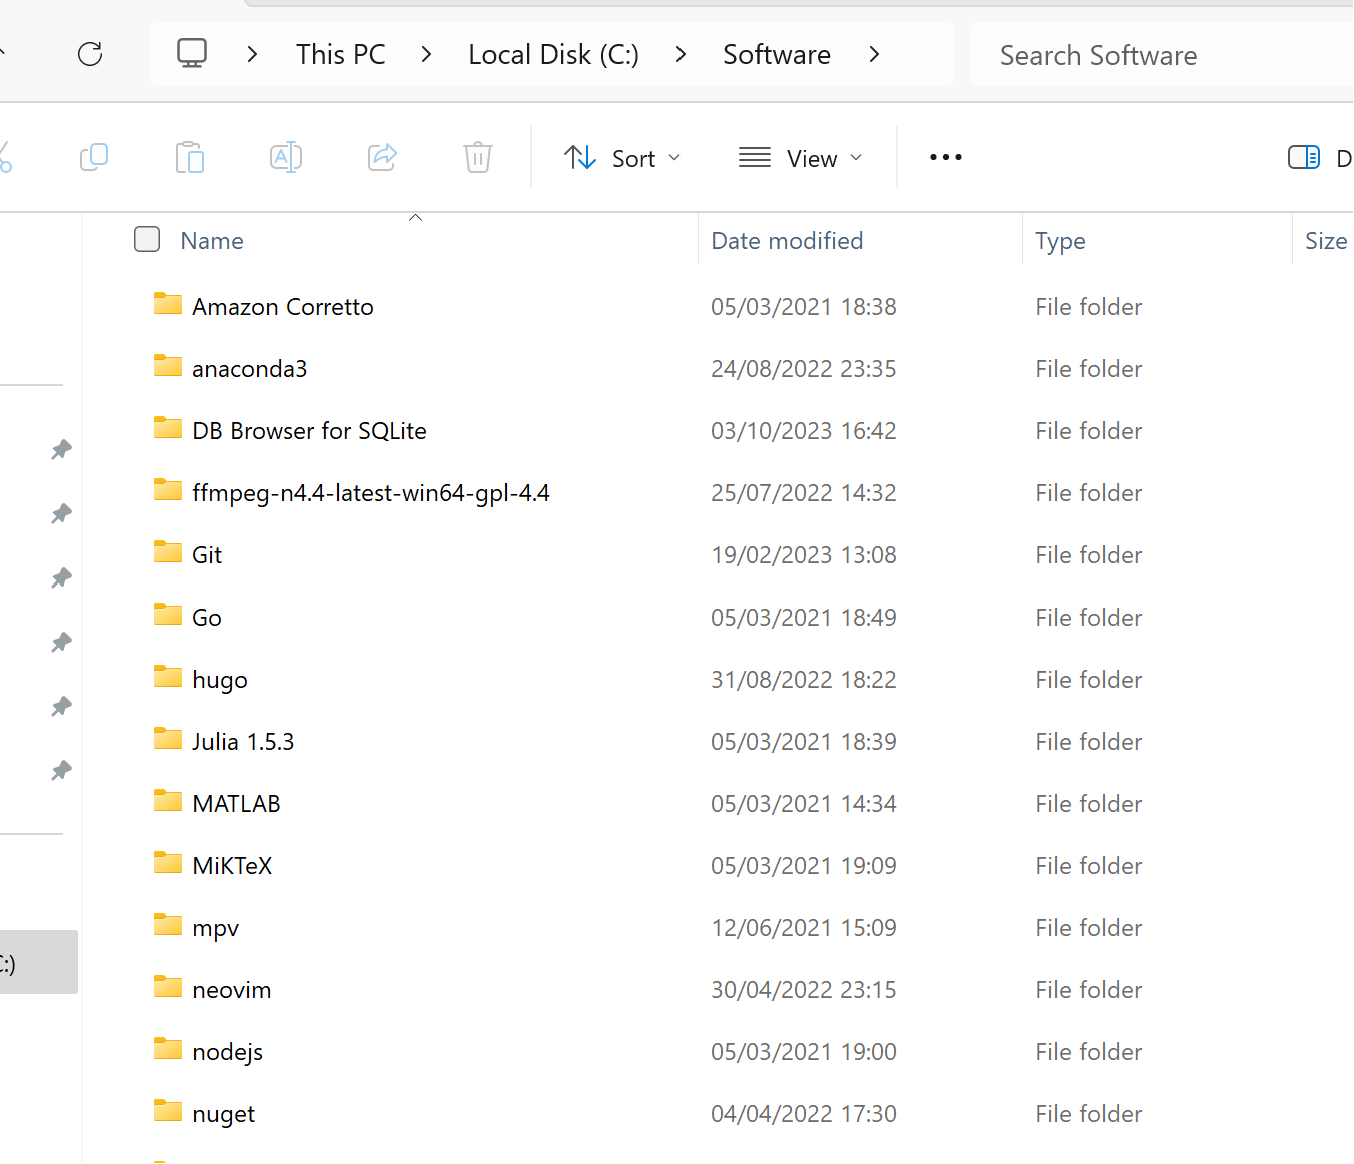 This PC > Local Disk (C:) > Software > Search Software
Sort View ••• D
Name Date modified Type Size
Amazon Corretto 05/03/2021 18:38 File folder
anaconda3 24/08/2022 23:35 File folder
DB Browser for SQLite 03/10/2023 16:42 File folder
ffmpeg-n4.4-latest-win64-gpl-4.4 25/07/2022 14:32 File folder
Git 19/02/2023 13:08 File folder
Go 05/03/2021 18:49 File folder
hugo 31/08/2022 18:22 File folder
Julia 1.5.3 05/03/2021 18:39 File folder
MATLAB 05/03/2021 14:34 File folder
MiKTeX 05/03/2021 19:09 File folder
mpv 12/06/2021 15:09 File folder
:)
neovim 30/04/2022 23:15 File folder
nodejs 05/03/2021 19:00 File folder
nuget 04/04/2022 17:30 File folder